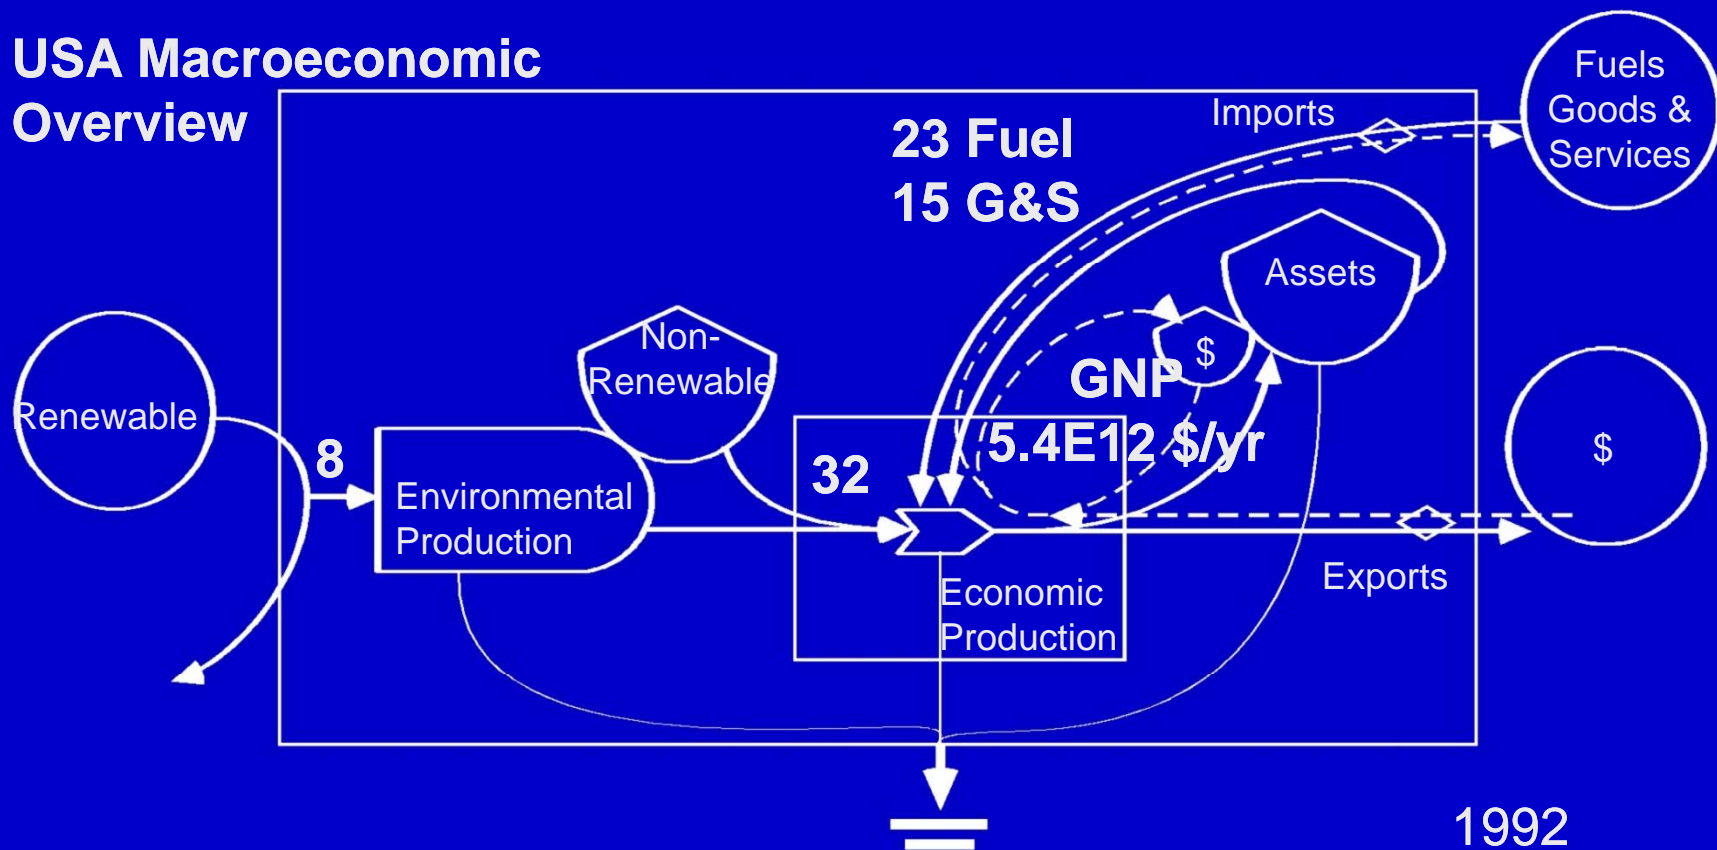 USA Macroeconomic
Overview
Fuels
Goods &
Services
Imports
23 Fuel
15 G&S
Assets
Non-
Renewable
$
GNP
5.4E12 $/yr
Renewable
8
32
$
Environmental
Production
Exports
Economic
Production
1992